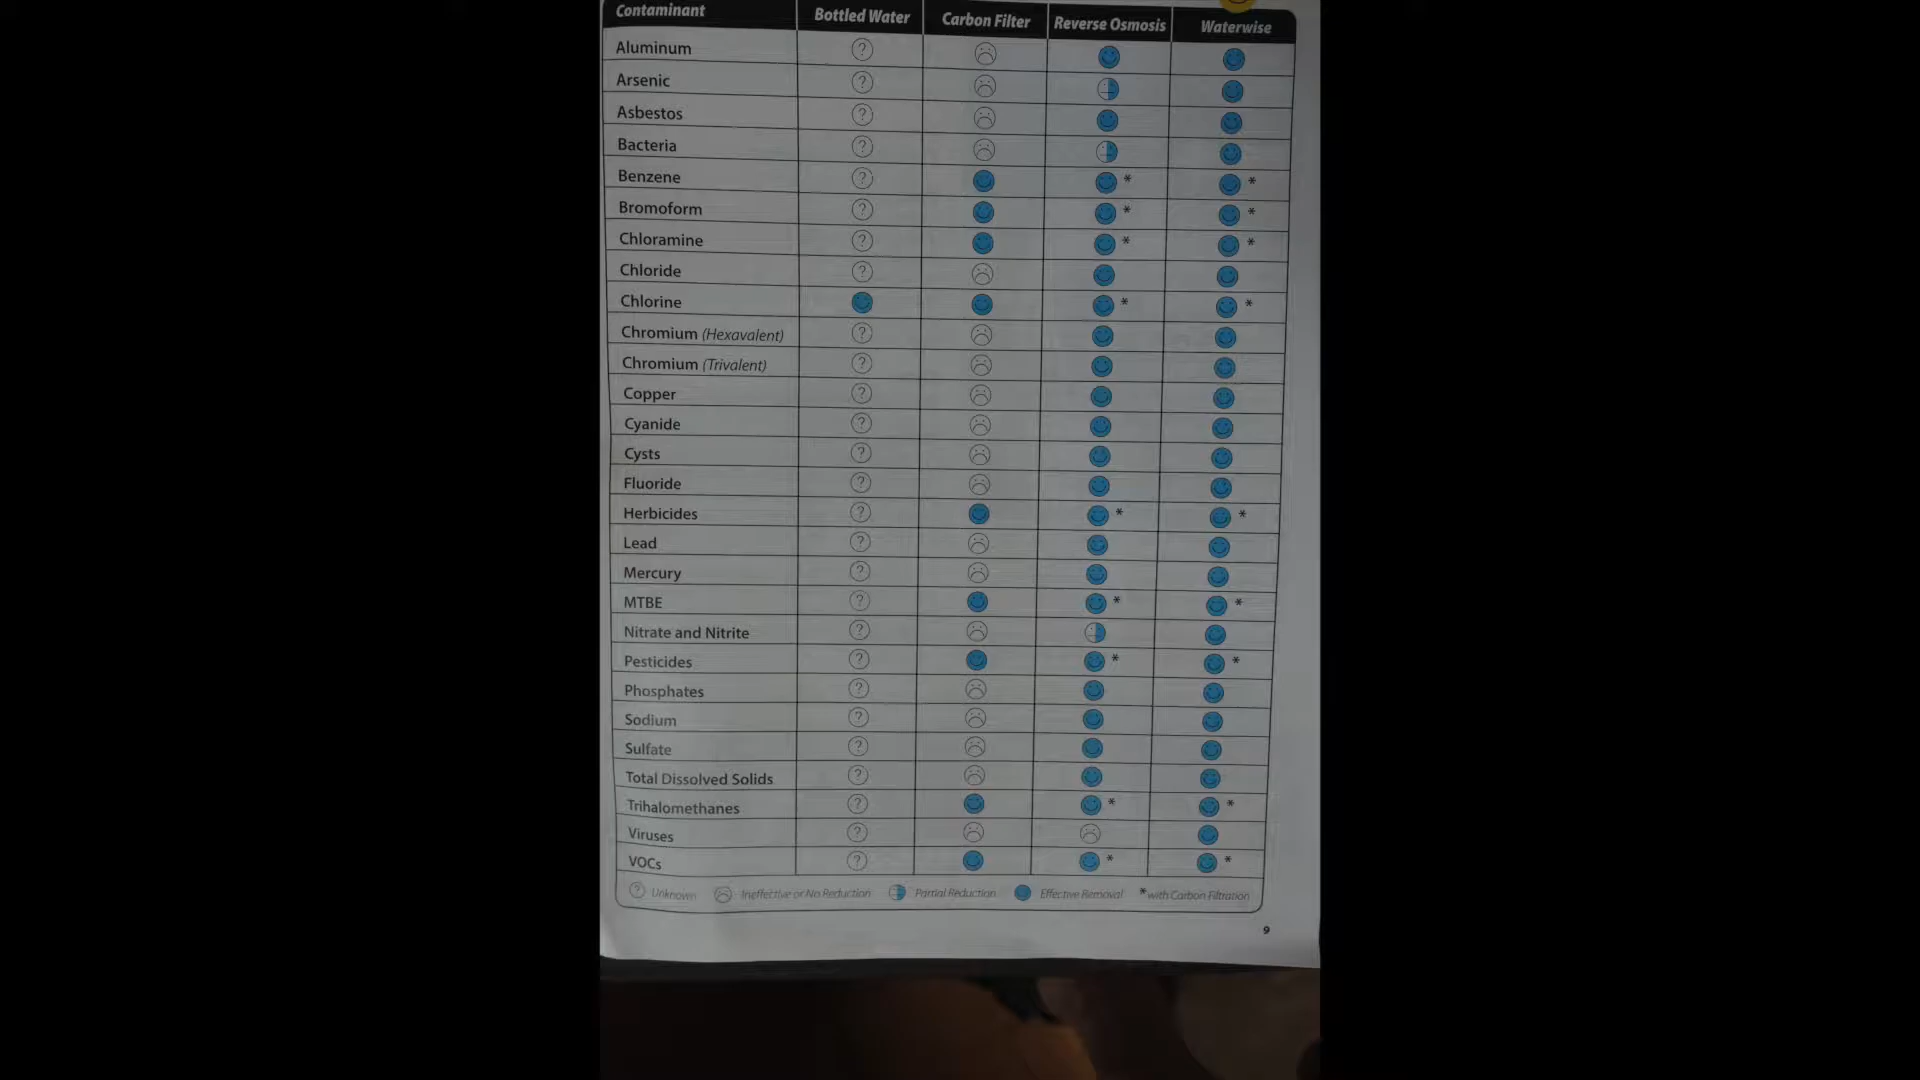 Contaminant Bottled Water Carbon Filter Reverse Osmosis Waterwise
Aluminum ?
Arsenic ?
Asbestos ?
Bacteria ?
Benzene ? * *
Bromoform ? * *
Chloramine ? * *
Chloride ?
Chlorine * *
Chromium (Hexavalent) ?
Chromium (Trivalent) ?
Copper ?
Cyanide ?
Cysts ?
Fluoride ?
Herbicides ? * *
Lead ?
Mercury ?
MTBE ? * *
Nitrate and Nitrite ?
Pesticides ? * *
Phosphates ?
Sodium ?
Sulfate ?
Total Dissolved Solids ?
Trihalomethanes ? * *
Viruses ?
VOCs ? * *
? Unknown Ineffective or No Reduction Partial Reduction Effective Removal * with Carbon Filtration
9